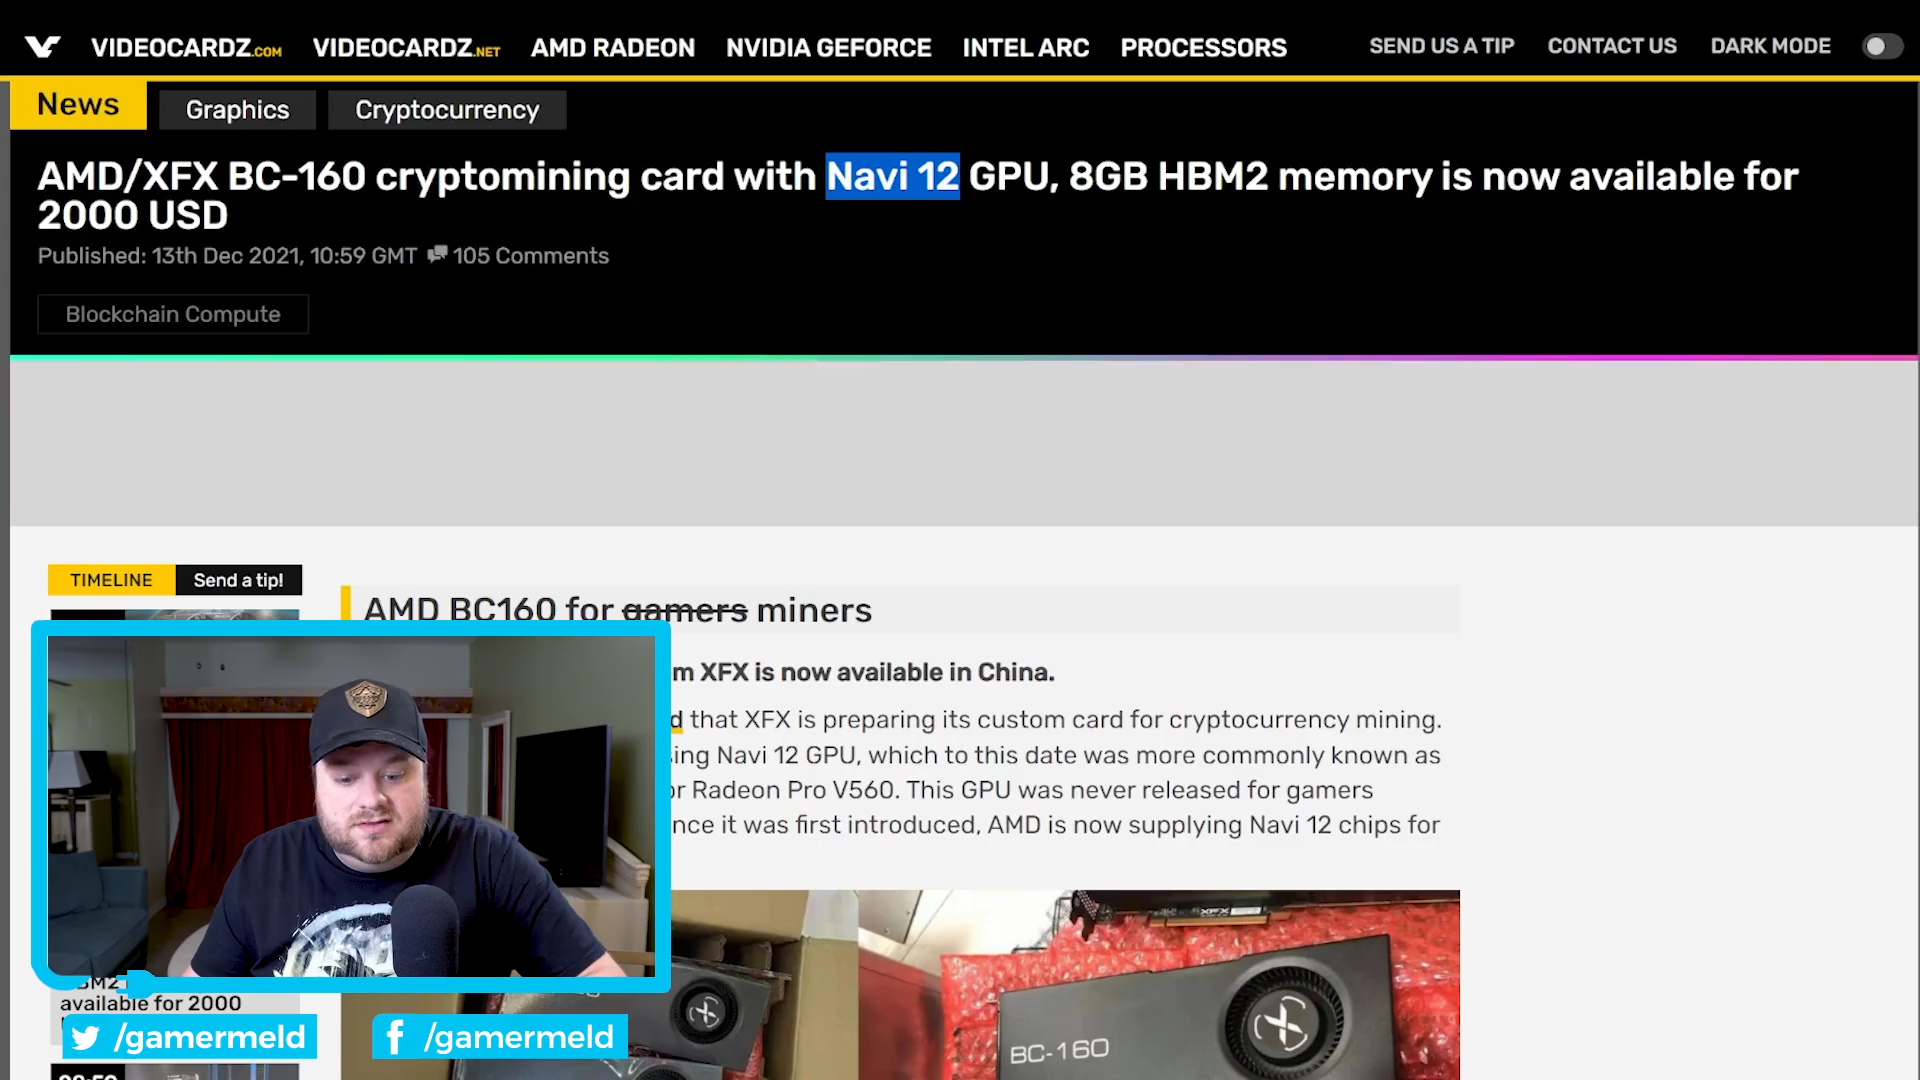 VIDEOCARDZ.COM VIDEOCARDZ.NET AMD RADEON NVIDIA GEFORCE INTEL ARC PROCESSORS SEND US A TIP CONTACT US DARK MODE
News Graphics Cryptocurrency
AMD/XFX BC-160 cryptomining card with Navi 12 GPU, 8GB HBM2 memory is now available for
2000 USD
Published: 13th Dec 2021, 10:59 GMT 105 Comments
Blockchain Compute
TIMELINE Send a tip!
AMD BC160 for gamers miners
XFX is now available in China.
that XFX is preparing its custom card for cryptocurrency mining.
Navi 12 GPU, which to this date was more commonly known as
Radeon Pro V560. This GPU was never released for gamers
it was first introduced, AMD is now supplying Navi 12 chips for
XFX
BC-160
available for 2000
/gamermeld /gamermeld